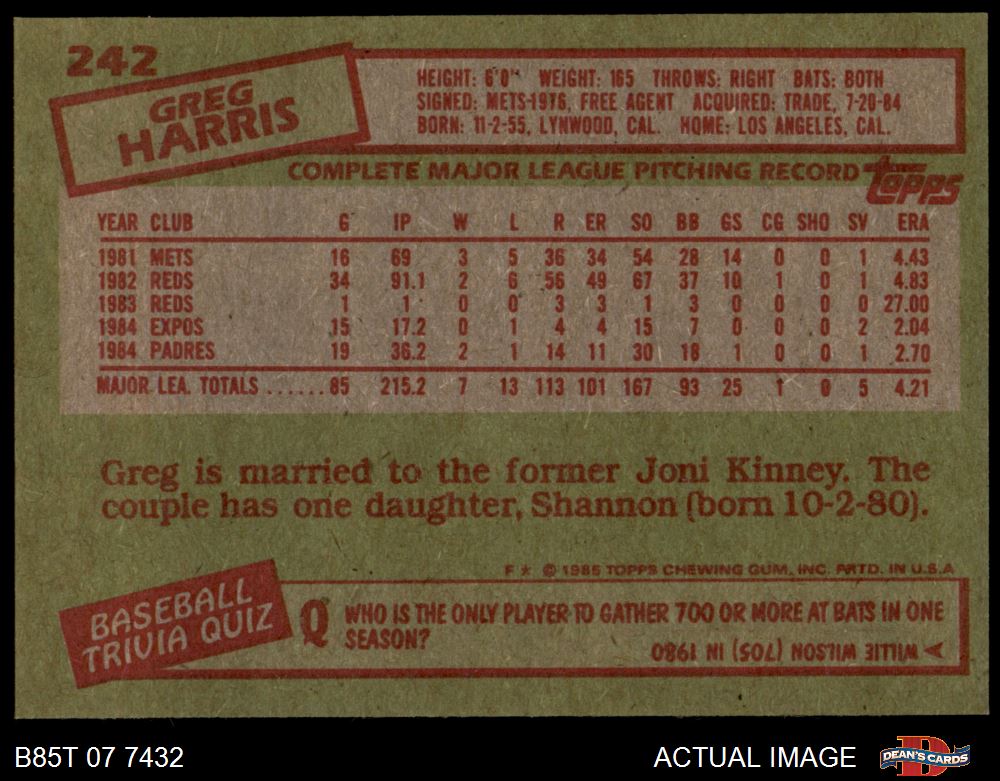 242
GREG
HARRIS
HEIGHT: 6'0" WEIGHT: 165 THROWS: RIGHT BATS: BOTH
SIGNED: METS-1976, FREE AGENT ACQUIRED: TRADE, 7-20-84
BORN: 11-2-55, LYNWOOD, CAL. HOME: LOS ANGELES, CAL.
COMPLETE MAJOR LEAGUE PITCHING RECORD topps
YEAR CLUB G IP W L R ER SO BB GS CG SHO SV ERA
1981 METS 16 69 3 5 36 34 54 28 14 0 0 1 4.43
1982 REDS 34 91.1 2 6 56 49 67 37 10 1 0 1 4.83
1983 REDS 1 1 0 0 3 3 1 3 0 0 0 0 27.00
1984 EXPOS 15 17.2 0 1 4 4 15 7 0 0 0 2 2.04
1984 PADRES 19 36.2 2 1 14 11 30 18 1 0 0 1 2.70
MAJOR LEA. TOTALS ...... 85 215.2 7 13 113 101 167 93 25 1 0 5 4.21
Greg is married to the former Joni Kinney. The
couple has one daughter, Shannon (born 10-2-80).
F ★ © 1985 TOPPS CHEWING GUM, INC. PRTD. IN U.S.A
BASEBALL
TRIVIA QUIZ
Q WHO IS THE ONLY PLAYER TO GATHER 700 OR MORE AT BATS IN ONE
SEASON?
A WILLIE WILSON (705) IN 1980
B85T 07 7432
ACTUAL IMAGE
DEAN'S CARDS